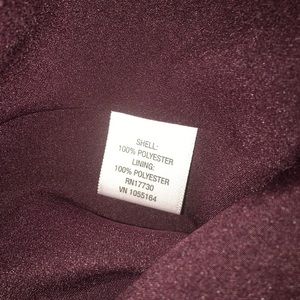 SHELL:
100% POLYESTER
LINING:
100% POLYESTER
RN17730
VN 1055164